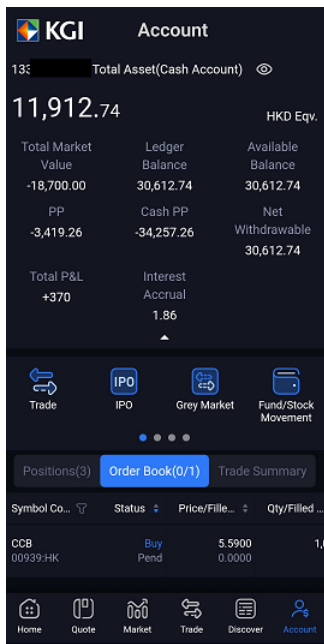 KGI
Account
133 Total Asset(Cash Account)
11,912.74
HKD Eqv.
Total Market Value
Ledger Balance
Available Balance
-18,700.00
30,612.74
30,612.74
PP
Cash PP
Net Withdrawable
-3,419.26
-34,257.26
30,612.74
Total P&L
Interest Accrual
+370
1.86
Trade
IPO
IPO
Grey Market
Fund/Stock Movement
Positions(3)
Order Book(0/1)
Trade Summary
Symbol Co...
Status
Price/Fille...
Qty/Filled ...
CCB
Buy
5.5900
00939:HK
Pend
0.0000
Home
Quote
Market
Trade
Discover
Account